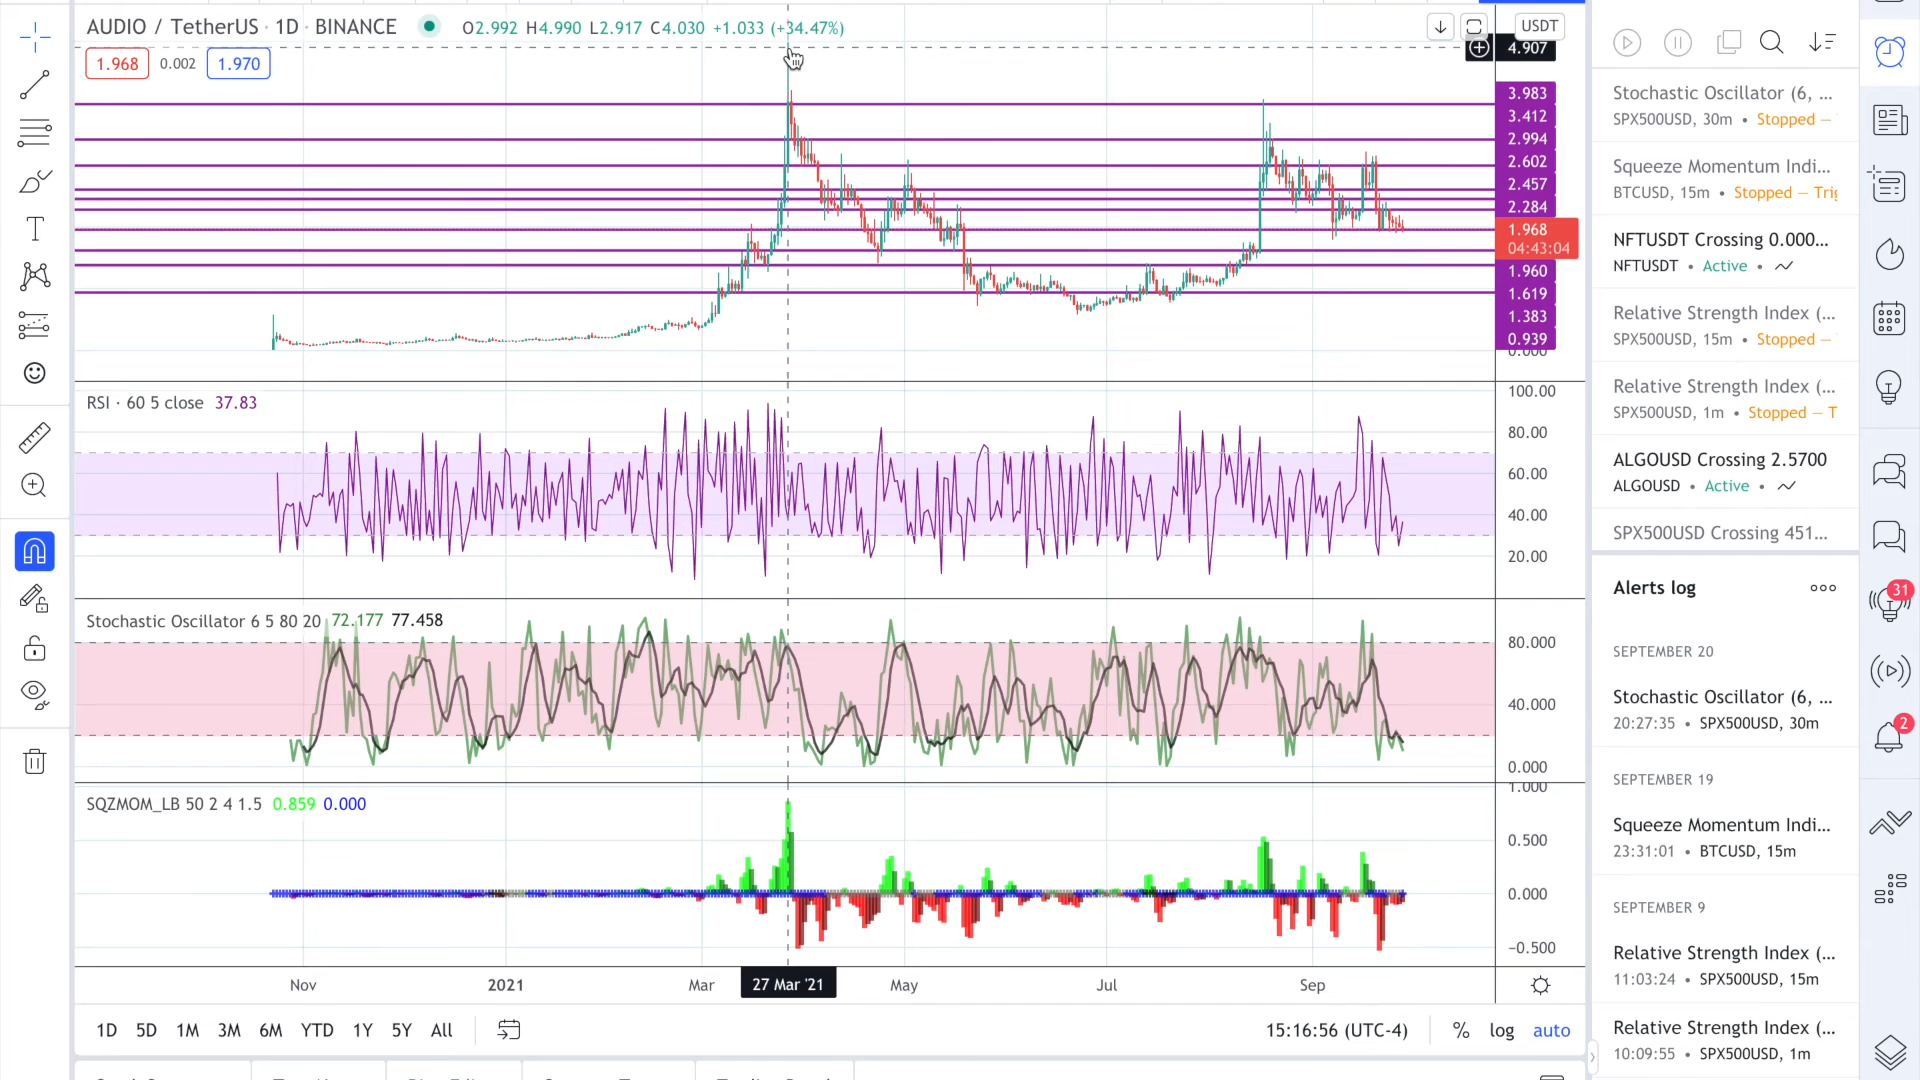 AUDIO / TetherUS · 1D · BINANCE
O2.992 H4.990 L2.917 C4.030 +1.033 (+34.47%)
USDT
1.968 0.002 1.970
4.907
3.983
3.412
2.994
2.602
2.457
2.284
1.968
04:43:04
1.960
1.619
1.383
0.939
0.000
RSI · 60 5 close 37.83
100.00
80.00
60.00
40.00
20.00
Stochastic Oscillator 6 5 80 20 72.177 77.458
80.000
40.000
0.000
SQZMOM_LB 50 2 4 1.5 0.859 0.000
1.000
0.500
0.000
−0.500
Nov 2021 Mar 27 Mar '21 May Jul Sep
1D 5D 1M 3M 6M YTD 1Y 5Y All
15:16:56 (UTC-4) % log auto
Stochastic Oscillator (6, ...
SPX500USD, 30m • Stopped —
Squeeze Momentum Indi...
BTCUSD, 15m • Stopped — Trig
NFTUSDT Crossing 0.000...
NFTUSDT • Active •
Relative Strength Index (...
SPX500USD, 15m • Stopped —
Relative Strength Index (...
SPX500USD, 1m • Stopped — T
ALGOUSD Crossing 2.5700
ALGOUSD • Active •
SPX500USD Crossing 451...
Alerts log
SEPTEMBER 20
Stochastic Oscillator (6, ...
20:27:35 • SPX500USD, 30m
SEPTEMBER 19
Squeeze Momentum Indi...
23:31:01 • BTCUSD, 15m
SEPTEMBER 9
Relative Strength Index (...
11:03:24 • SPX500USD, 15m
Relative Strength Index (...
10:09:55 • SPX500USD, 1m
31
2